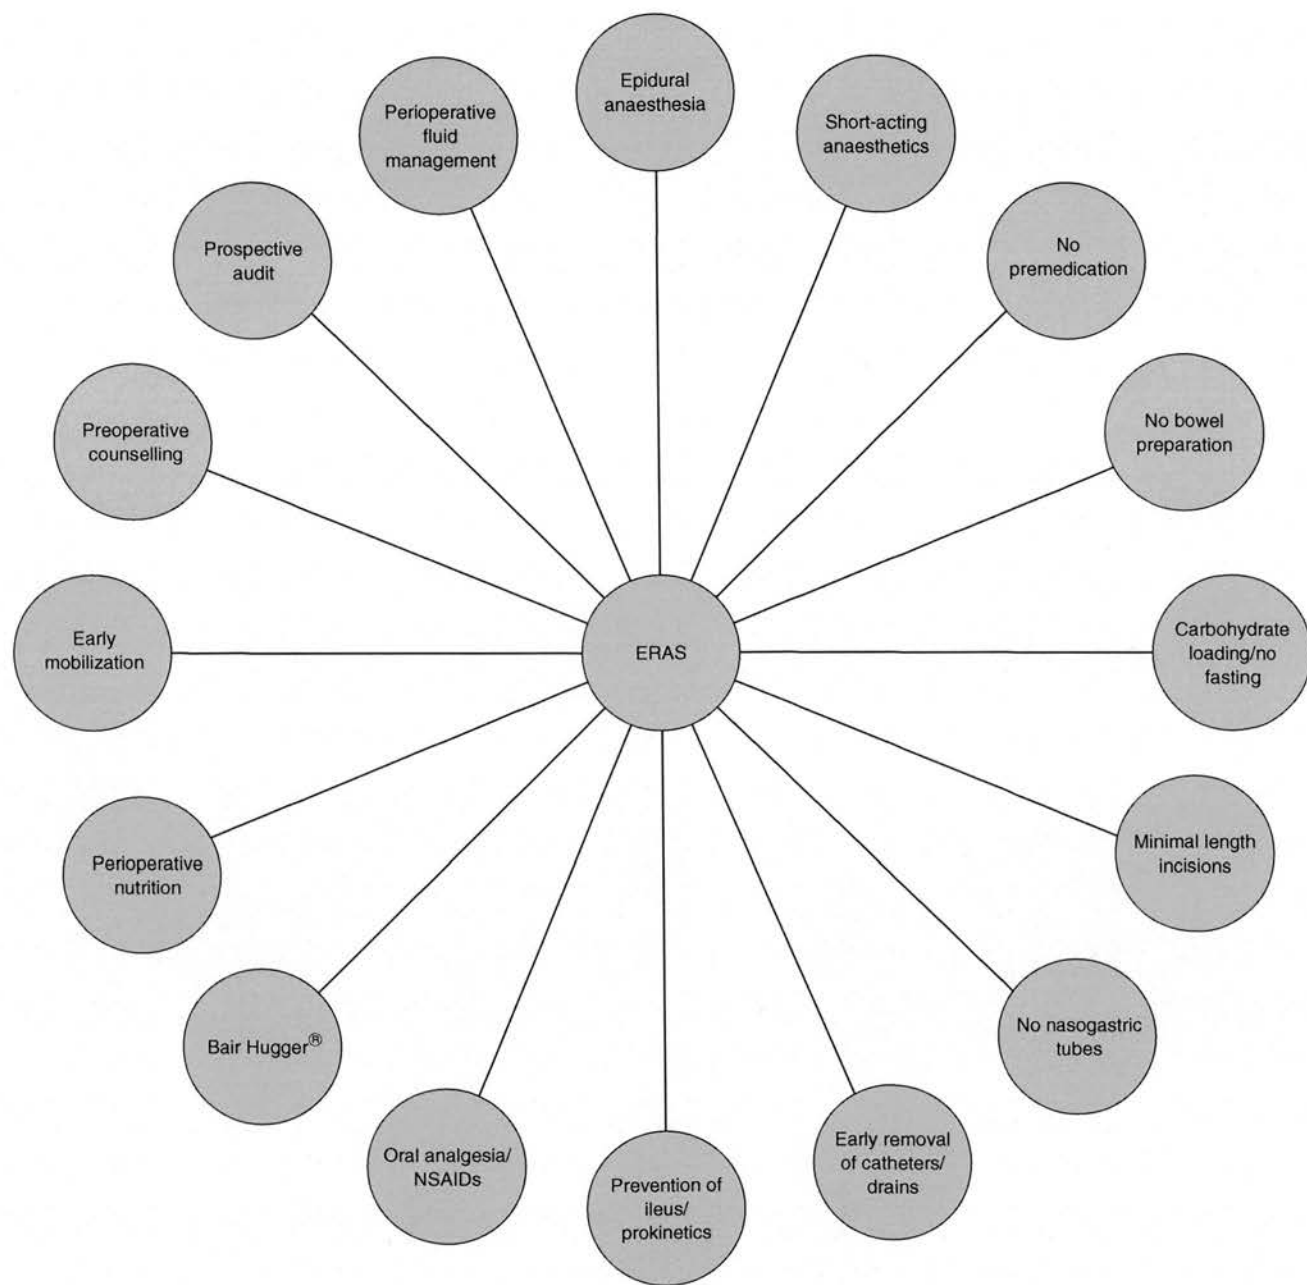 Epidural
anaesthesia
Short-acting
anaesthetics
No
premedication
No bowel
preparation
Carbohydrate
loading/no
fasting
Minimal length
incisions
No nasogastric
tubes
Early removal
of catheters/
drains
Prevention of
ileus/
prokinetics
Oral analgesia/
NSAIDs
Bair Hugger®
Perioperative
nutrition
Early
mobilization
Preoperative
counselling
Prospective
audit
Perioperative
fluid
management
ERAS